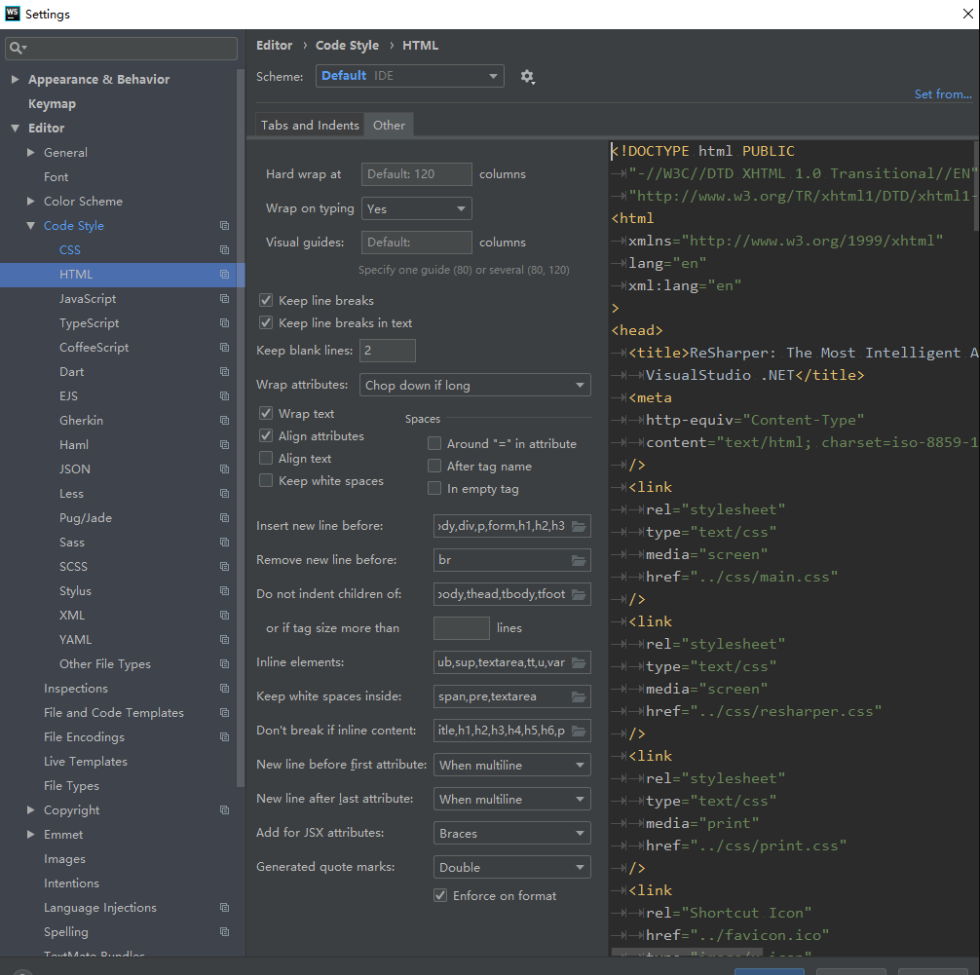 WS Settings
Appearance & Behavior
Keymap
Editor
General
Font
Color Scheme
Code Style
CSS
HTML
JavaScript
TypeScript
CoffeeScript
Dart
EJS
Gherkin
Haml
JSON
Less
Pug/Jade
Sass
SCSS
Stylus
XML
YAML
Other File Types
Inspections
File and Code Templates
File Encodings
Live Templates
File Types
Copyright
Emmet
Images
Intentions
Language Injections
Spelling
TextMate Bundles
Editor › Code Style › HTML
Scheme: Default IDE
Set from...
Tabs and Indents Other
Hard wrap at Default: 120 columns
Wrap on typing Yes
Visual guides: Default: columns
Specify one guide (80) or several (80, 120)
Keep line breaks
Keep line breaks in text
Keep blank lines: 2
Wrap attributes: Chop down if long
Wrap text
Align attributes
Align text
Keep white spaces
Spaces
Around "=" in attribute
After tag name
In empty tag
Insert new line before: ody,div,p,form,h1,h2,h3
Remove new line before: br
Do not indent children of: body,thead,tbody,tfoot
or if tag size more than lines
Inline elements: ub,sup,textarea,tt,u,var
Keep white spaces inside: span,pre,textarea
Don't break if inline content: itle,h1,h2,h3,h4,h5,h6,p
New line before first attribute: When multiline
New line after last attribute: When multiline
Add for JSX attributes: Braces
Generated quote marks: Double
Enforce on format
<!DOCTYPE html PUBLIC
"-//W3C//DTD XHTML 1.0 Transitional//EN"
"http://www.w3.org/TR/xhtml1/DTD/xhtml1-
<html
xmlns="http://www.w3.org/1999/xhtml"
lang="en"
xml:lang="en"
>
<head>
<title>ReSharper: The Most Intelligent A
VisualStudio .NET</title>
<meta
http-equiv="Content-Type"
content="text/html; charset=iso-8859-1
/>
<link
rel="stylesheet"
type="text/css"
media="screen"
href="../css/main.css"
/>
<link
rel="stylesheet"
type="text/css"
media="screen"
href="../css/resharper.css"
/>
<link
rel="stylesheet"
type="text/css"
media="print"
href="../css/print.css"
/>
<link
rel="Shortcut Icon"
href="../favicon.ico"